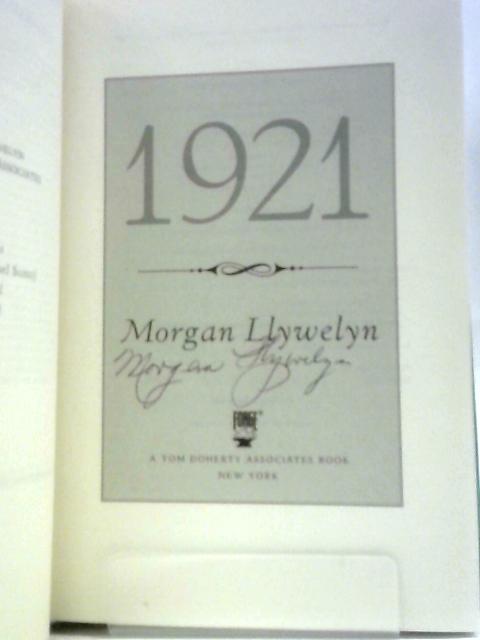 1921
Morgan Llywelyn
Morgan Llywelyn
FORGE
A TOM DOHERTY ASSOCIATES BOOK
NEW YORK